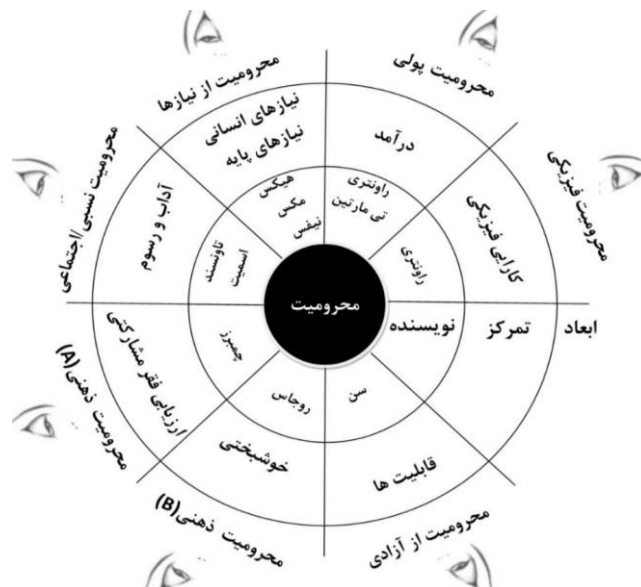 محرومیت
ابعاد
تمرکز
نویسنده
محرومیت فیزیکی
کارایی فیزیکی
راونتری
محرومیت پولی
درآمد
راونتری
تی مارتین
محرومیت از نیازها
نیازهای انسانی
نیازهای پایه
هیکس
مکس
نیفس
محرومیت نسبی/اجتماعی
آداب و رسوم
تاونسند
اسمیت
محرومیت ذهنی(A)
ارزیابی فقر مشارکتی
چمبرز
محرومیت ذهنی(B)
خوشبختی
روجاس
محرومیت از آزادی
قابلیت ها
سن